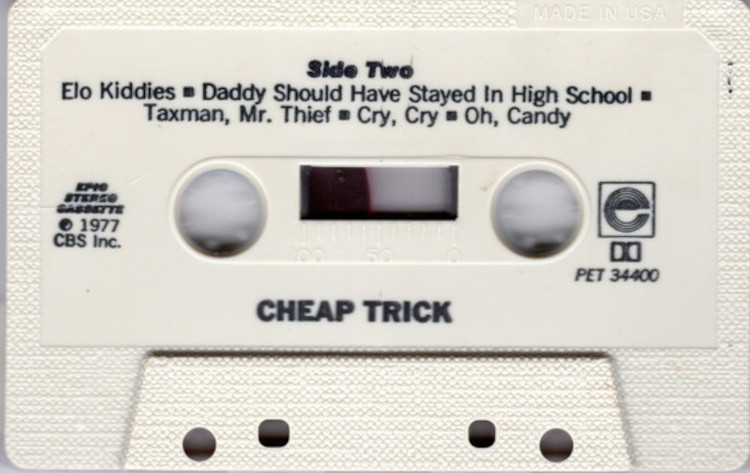 MADE IN USA
Side Two
Elo Kiddies ▪ Daddy Should Have Stayed In High School ▪
Taxman, Mr. Thief ▪ Cry, Cry ▪ Oh, Candy
EPIC
STEREO
CASSETTE
℗ 1977
CBS Inc.
100 50 0
e
PET 34400
CHEAP TRICK